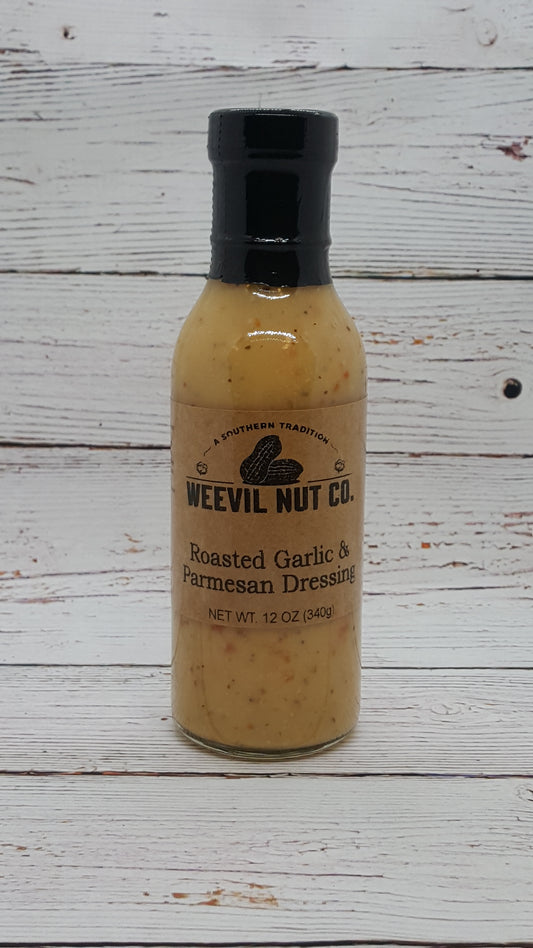 A SOUTHERN TRADITION
WEEVIL NUT CO.
Roasted Garlic &
Parmesan Dressing
NET WT. 12 OZ (340g)